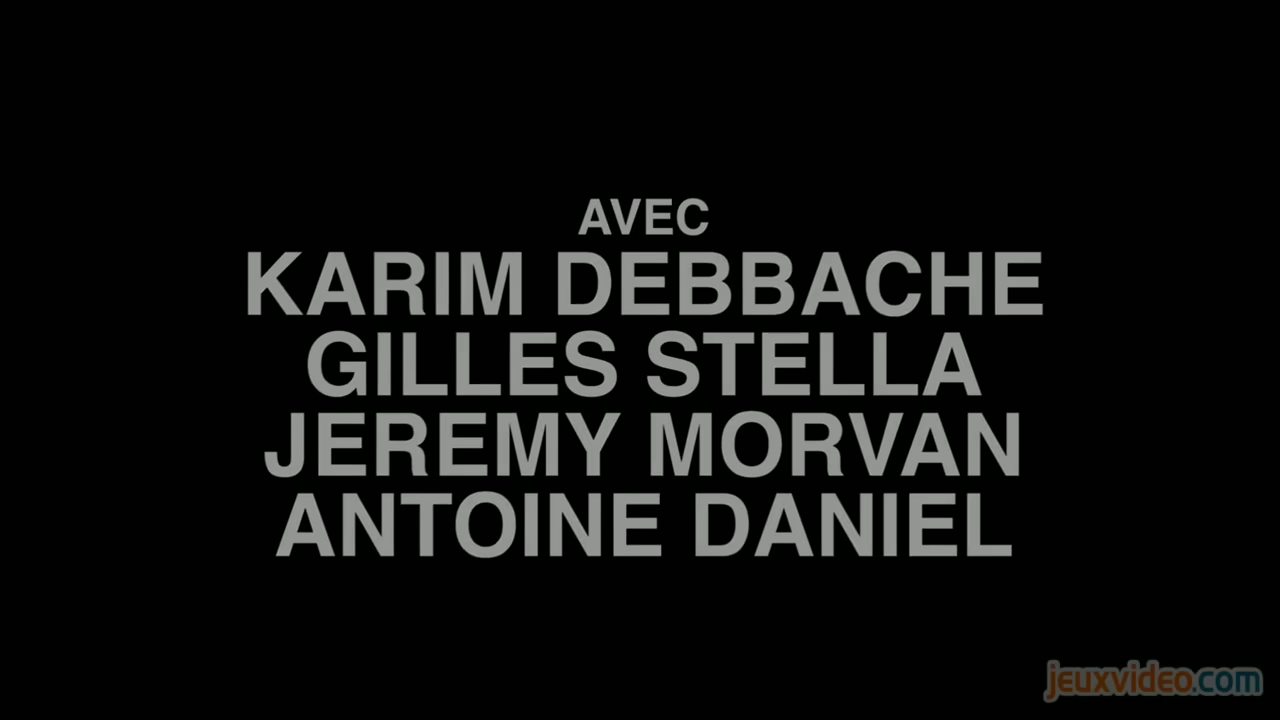 AVEC
KARIM DEBBACHE
GILLES STELLA
JEREMY MORVAN
ANTOINE DANIEL
jeuxvideo.com